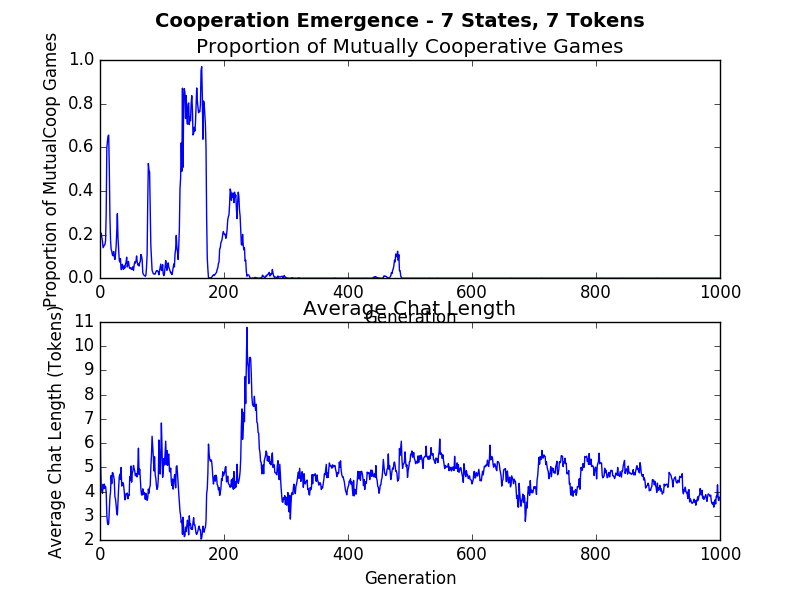 Cooperation Emergence - 7 States, 7 Tokens
Proportion of Mutually Cooperative Games
Proportion of MutualCoop Games
1.0
0.8
0.6
0.4
0.2
0.0
0 200 400 600 800 1000
Generation
Average Chat Length
Average Chat Length (Tokens)
11
10
9
8
7
6
5
4
3
2
0 200 400 600 800 1000
Generation